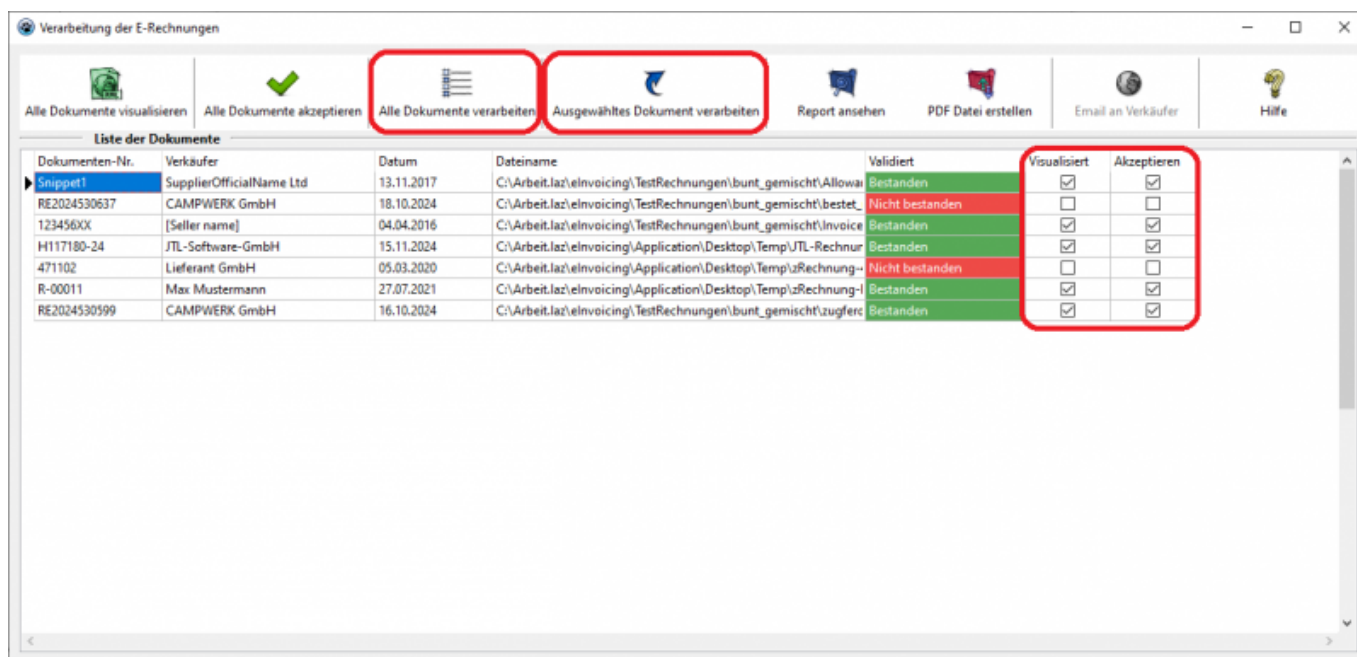 Verarbeitung der E-Rechnungen
Alle Dokumente visualisieren Alle Dokumente akzeptieren Alle Dokumente verarbeiten Ausgewähltes Dokument verarbeiten Report ansehen PDF Datei erstellen Email an Verkäufer Hilfe
Liste der Dokumente
Dokumenten-Nr. Verkäufer Datum Dateiname Validiert Visualisiert Akzeptieren
Snippet1 SupplierOfficialName Ltd 13.11.2017 C:\Arbeit.laz\eInvoicing\TestRechnungen\bunt_gemischt\Allowa Bestanden
RE2024530637 CAMPWERK GmbH 18.10.2024 C:\Arbeit.laz\eInvoicing\TestRechnungen\bunt_gemischt\bestet_ Nicht bestanden
123456XX [Seller name] 04.04.2016 C:\Arbeit.laz\eInvoicing\TestRechnungen\bunt_gemischt\Invoice Bestanden
H117180-24 JTL-Software-GmbH 15.11.2024 C:\Arbeit.laz\eInvoicing\Application\Desktop\Temp\JTL-Rechnur Bestanden
471102 Lieferant GmbH 05.03.2020 C:\Arbeit.laz\eInvoicing\Application\Desktop\Temp\zRechnung- Nicht bestanden
R-00011 Max Mustermann 27.07.2021 C:\Arbeit.laz\eInvoicing\Application\Desktop\Temp\zRechnung-I Bestanden
RE2024530599 CAMPWERK GmbH 16.10.2024 C:\Arbeit.laz\eInvoicing\TestRechnungen\bunt_gemischt\zugferc Bestanden